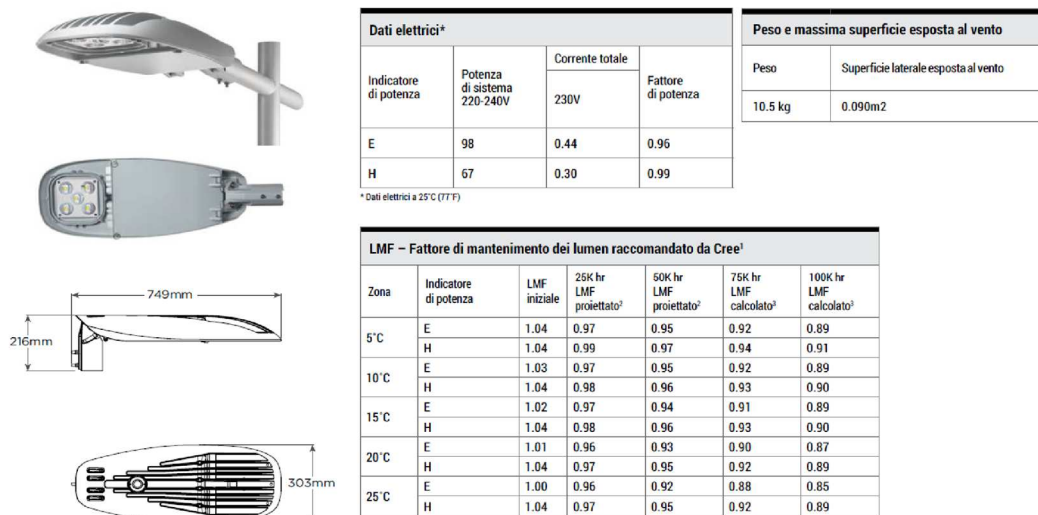 Dati elettrici*
Indicatore di potenza | Potenza di sistema 220-240V | Corrente totale 230V | Fattore di potenza
E 98 0.44 0.96
H 67 0.30 0.99
* Dati elettrici a 25˚C (77˚F)
Peso e massima superficie esposta al vento
Peso Superficie laterale esposta al vento
10.5 kg 0.090m2
749mm
216mm
303mm
LMF – Fattore di mantenimento dei lumen raccomandato da Cree¹
Zona | Indicatore di potenza | LMF iniziale | 25K hr LMF proiettato² | 50K hr LMF proiettato² | 75K hr LMF calcolato³ | 100K hr LMF calcolato³
5˚C E 1.04 0.97 0.95 0.92 0.89
H 1.04 0.99 0.97 0.94 0.91
10˚C E 1.03 0.97 0.95 0.92 0.89
H 1.04 0.98 0.96 0.93 0.90
15˚C E 1.02 0.97 0.94 0.91 0.89
H 1.04 0.98 0.96 0.93 0.90
20˚C E 1.01 0.96 0.93 0.90 0.87
H 1.04 0.97 0.95 0.92 0.89
25˚C E 1.00 0.96 0.92 0.88 0.85
H 1.04 0.97 0.95 0.92 0.89